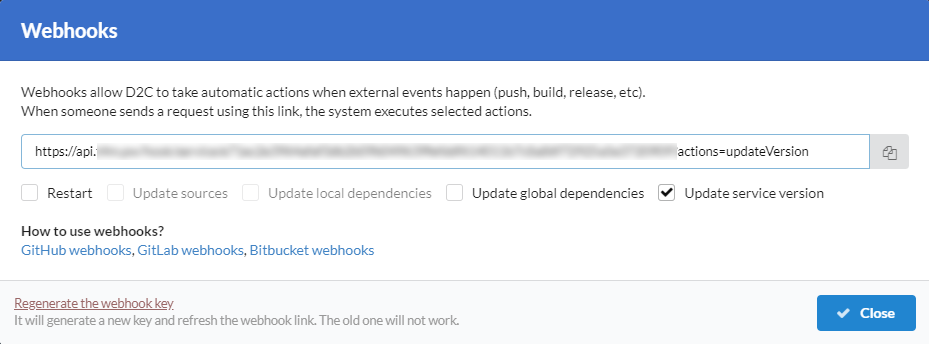 Webhooks
Webhooks allow D2C to take automatic actions when external events happen (push, build, release, etc).
When someone sends a request using this link, the system executes selected actions.
https://api. actions=updateVersion
Restart Update sources Update local dependencies Update global dependencies Update service version
How to use webhooks?
GitHub webhooks, GitLab webhooks, Bitbucket webhooks
Regenerate the webhook key
It will generate a new key and refresh the webhook link. The old one will not work.
Close